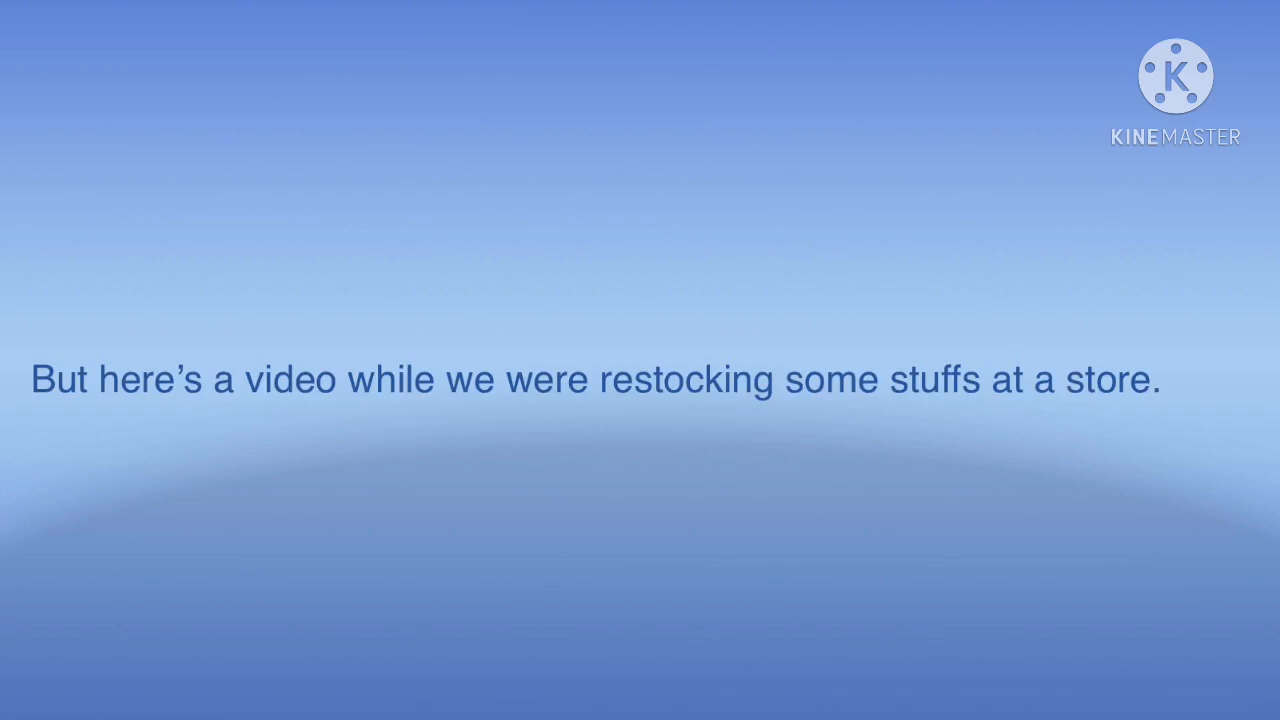 K
KINEMASTER
But here’s a video while we were restocking some stuffs at a store.